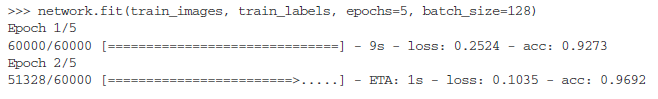 >>> network.fit(train_images, train_labels, epochs=5, batch_size=128)
Epoch 1/5
60000/60000 [==============================] - 9s - loss: 0.2524 - acc: 0.9273
Epoch 2/5
51328/60000 [========================>.....] - ETA: 1s - loss: 0.1035 - acc: 0.9692